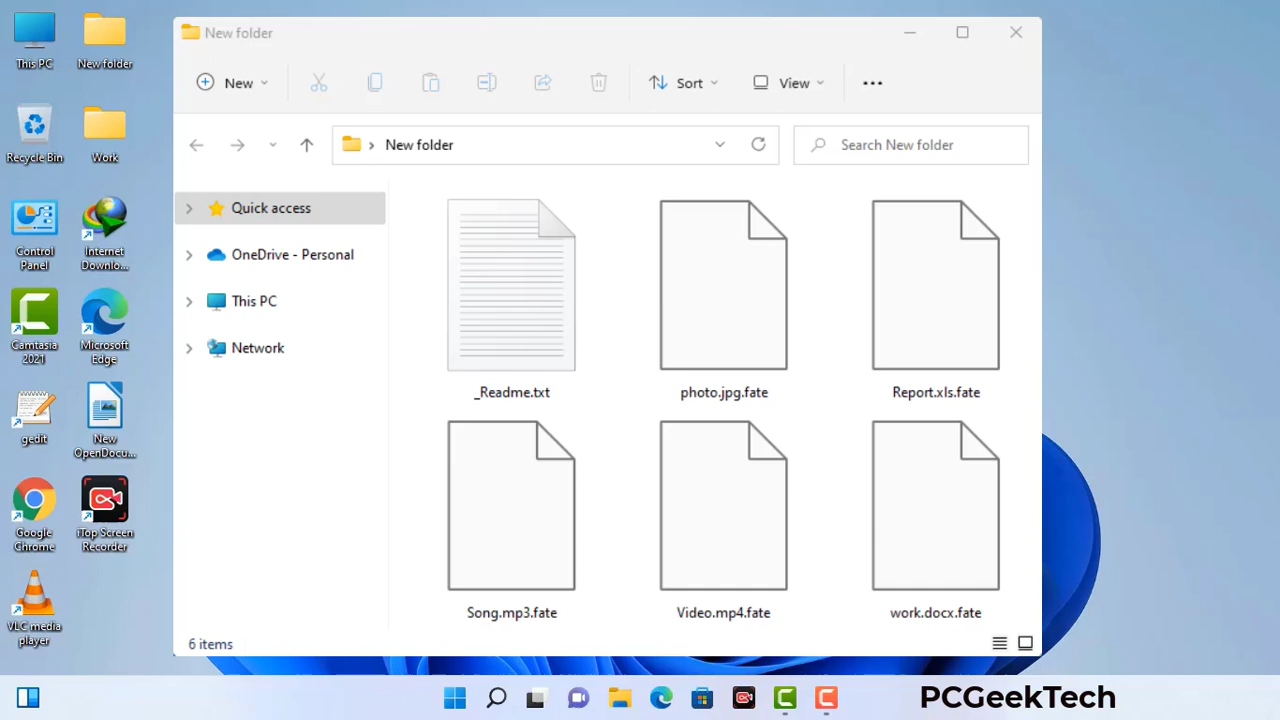 This PC
New folder
Recycle Bin
Work
Control
Panel
Internet
Downlo...
Camtasia
2021
Microsoft
Edge
gedit
New
OpenDocu...
Google
Chrome
iTop Screen
Recorder
VLC media
player
New folder
New
Sort
View
New folder
Search New folder
Quick access
OneDrive - Personal
This PC
Network
_Readme.txt
photo.jpg.fate
Report.xls.fate
Song.mp3.fate
Video.mp4.fate
work.docx.fate
6 items
PCGeekTech